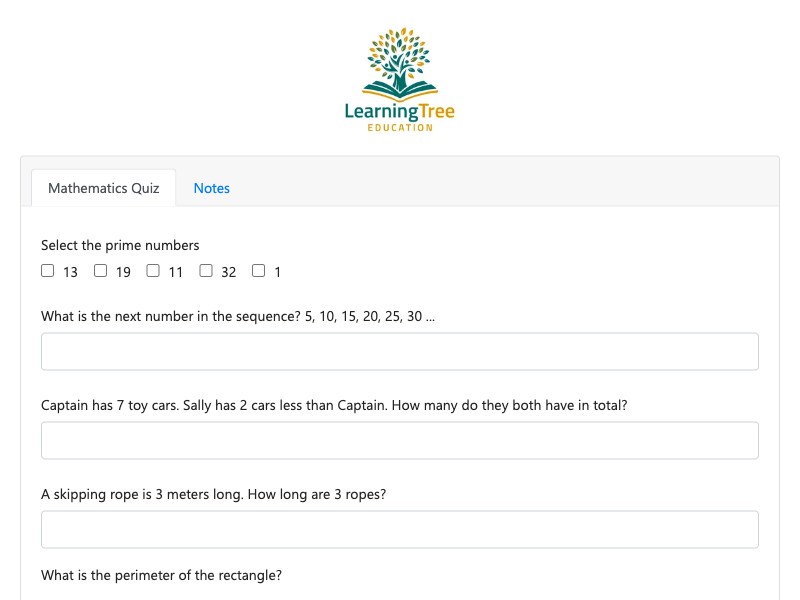 LearningTree
EDUCATION
Mathematics Quiz Notes
Select the prime numbers
13 19 11 32 1
What is the next number in the sequence? 5, 10, 15, 20, 25, 30 ...
Captain has 7 toy cars. Sally has 2 cars less than Captain. How many do they both have in total?
A skipping rope is 3 meters long. How long are 3 ropes?
What is the perimeter of the rectangle?